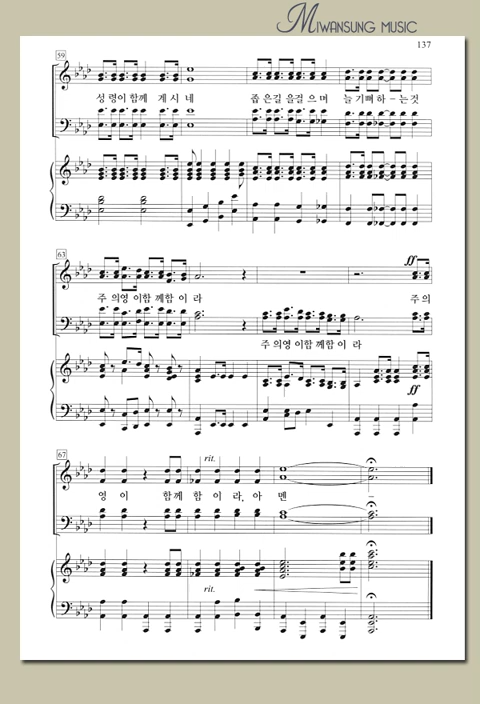 MIWANSUNG MUSIC
137
59
성령이함께 게시네 좁은길을걸으며 늘기뻐하-는것
63
ff
주의영이함께함이라 주의
주의영이함께함이라
ff
67
rit.
영이 함께함이라, 아멘 -
rit.